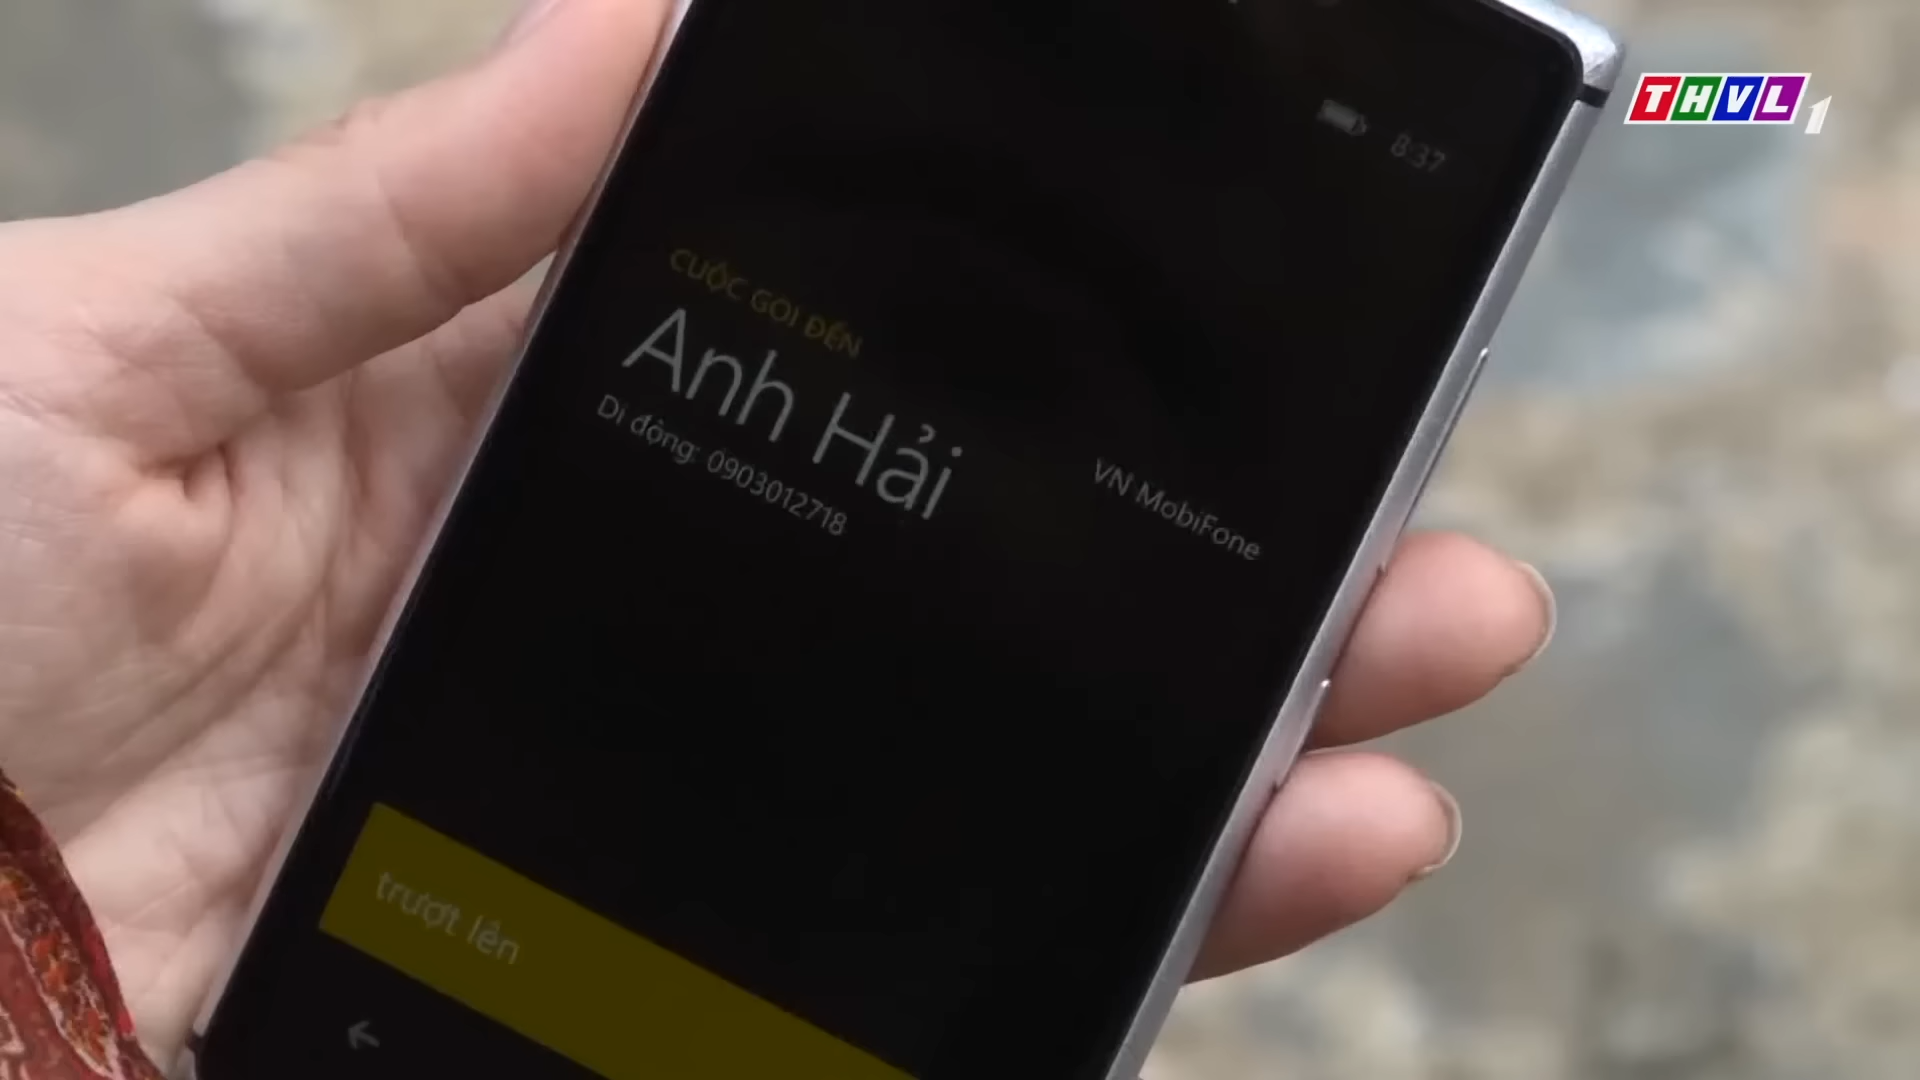 THVL1
8:37
CUỘC GỌI ĐẾN
Anh Hải
Di động: 0903012718
VN MobiFone
trượt lên